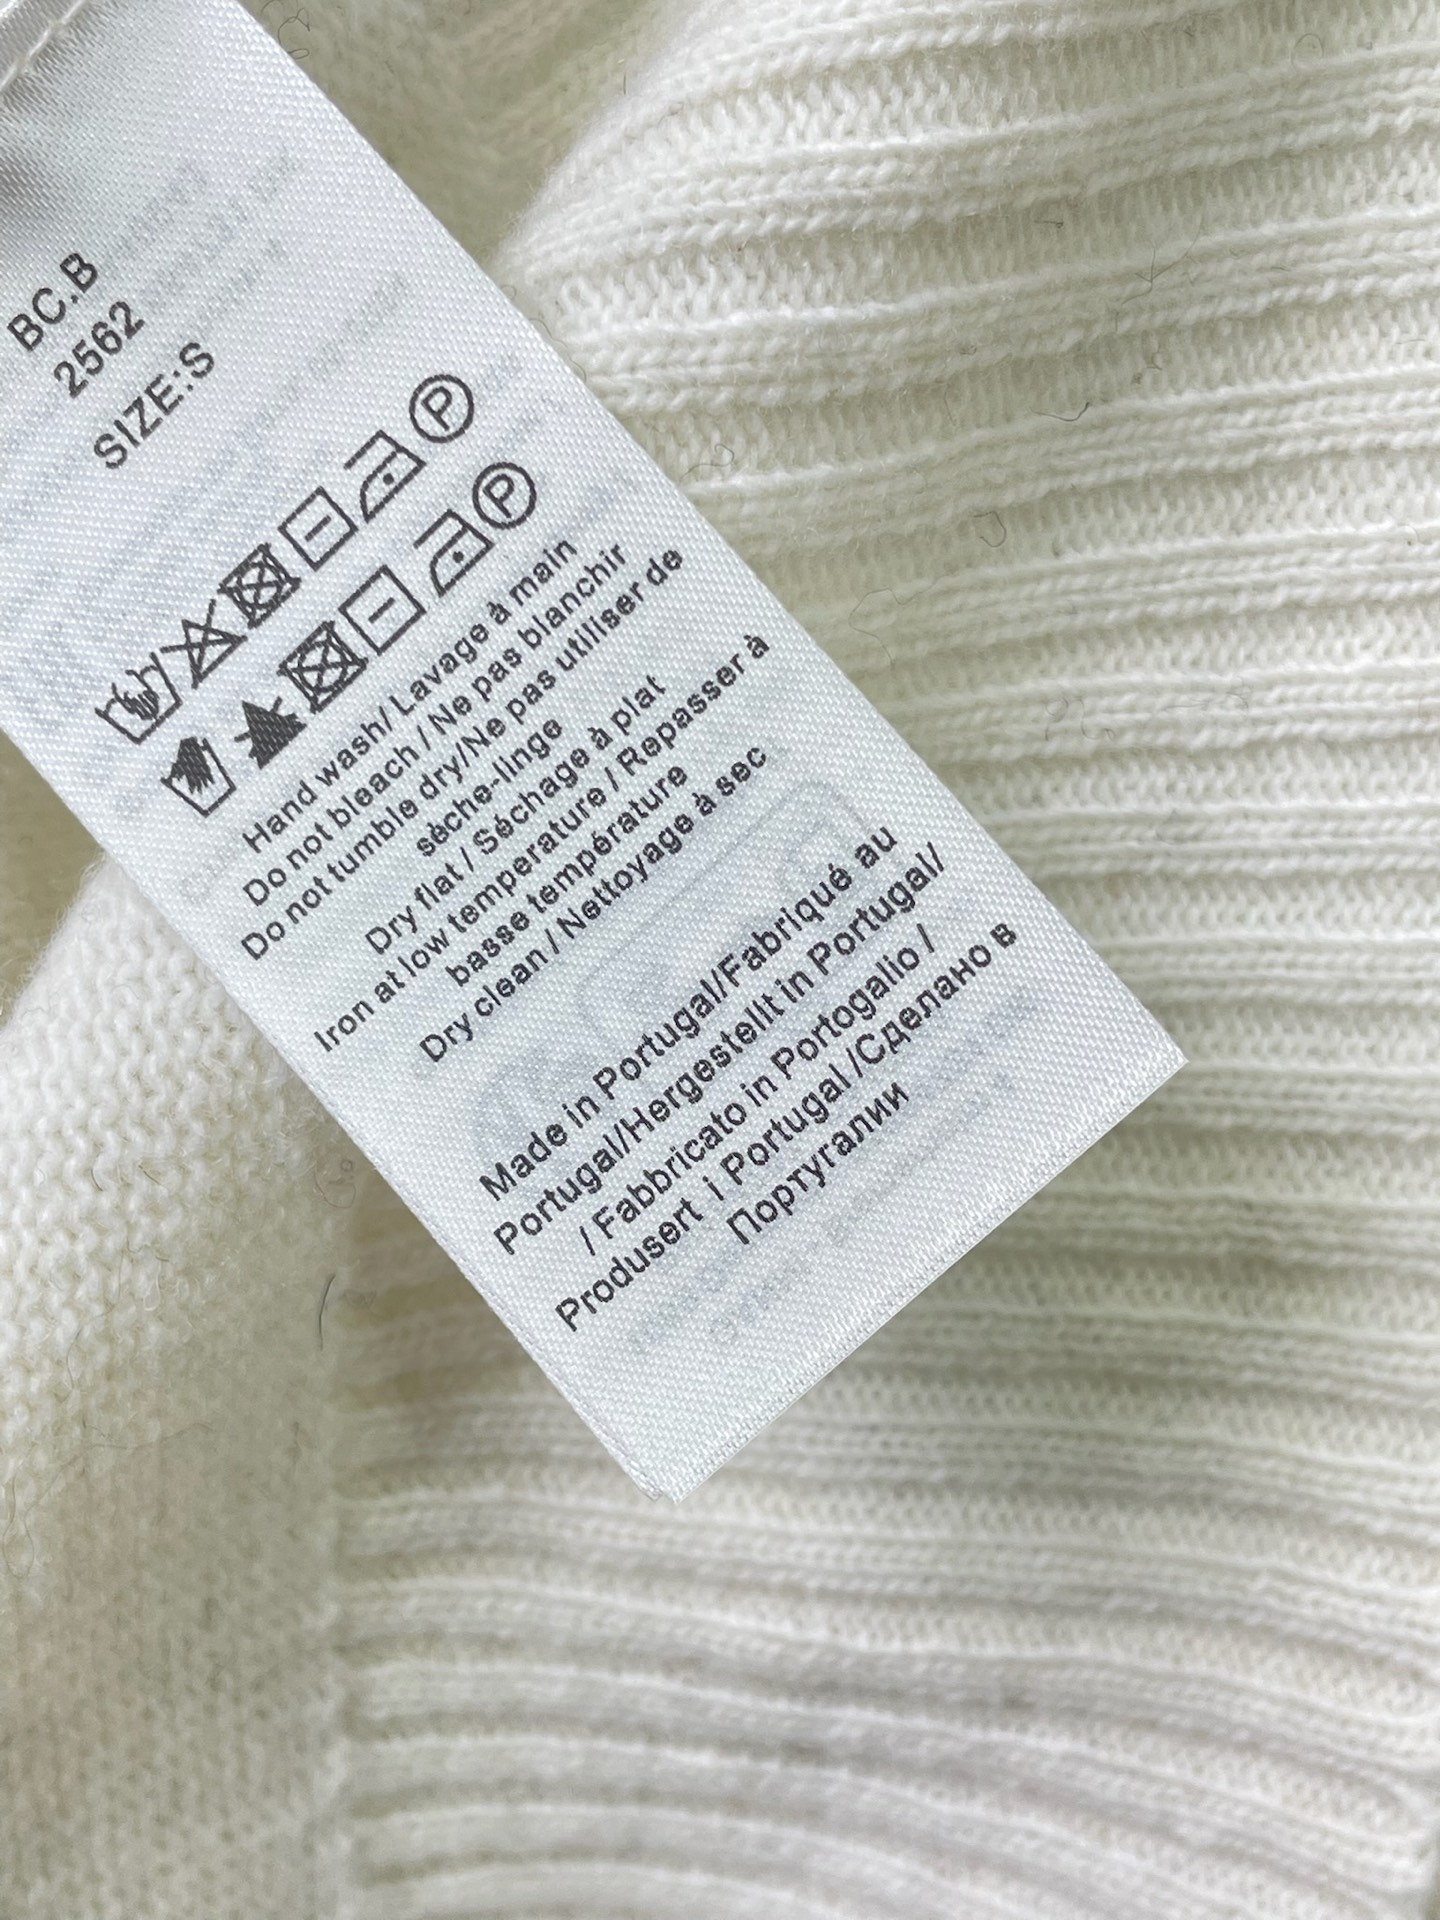 BC.B
2562
SIZE:S
P
P
Hand wash/ Lavage à main
Do not bleach / Ne pas blanchir
Do not tumble dry/Ne pas utiliser de
sèche-linge
Dry flat / Séchage à plat
Iron at low temperature / Repasser à
basse température
Dry clean / Nettoyage à sec
Made in Portugal/Fabriqué au
Portugal/Hergestellt in Portugal/
/ Fabbricato in Portogalio /
Produsert i Portugal /Сделано в
Португалии